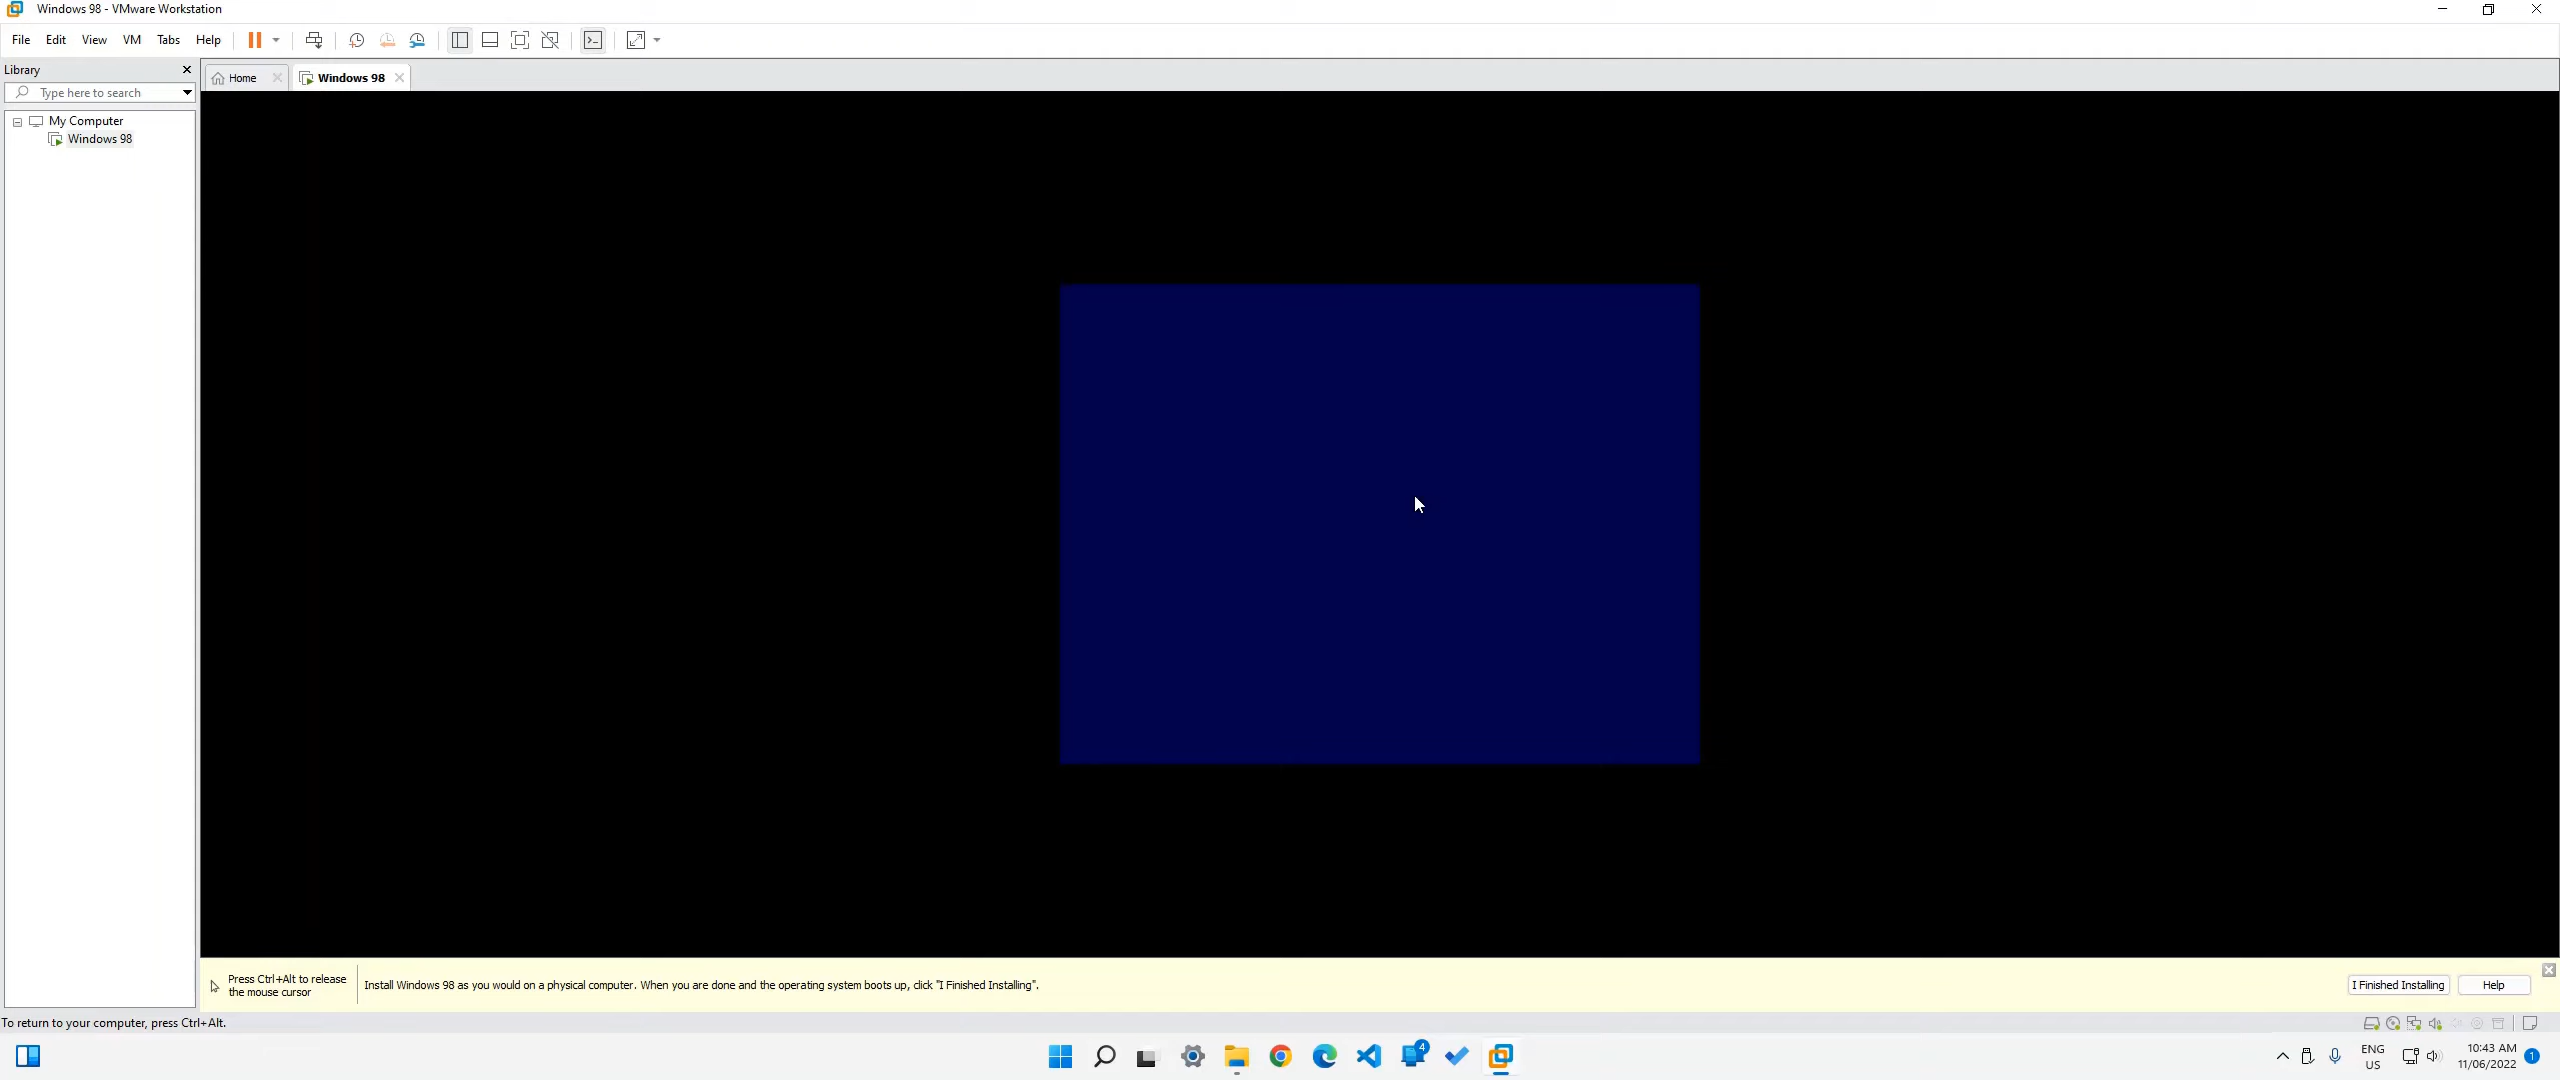 Windows 98 - VMware Workstation
File Edit View VM Tabs Help
Library
Home
Windows 98
Type here to search
My Computer
Windows 98
Press Ctrl+Alt to release
the mouse cursor
Install Windows 98 as you would on a physical computer. When you are done and the operating system boots up, click "I Finished Installing".
I Finished Installing
Help
To return to your computer, press Ctrl+Alt.
4
ENG
US
10:43 AM
11/06/2022
1